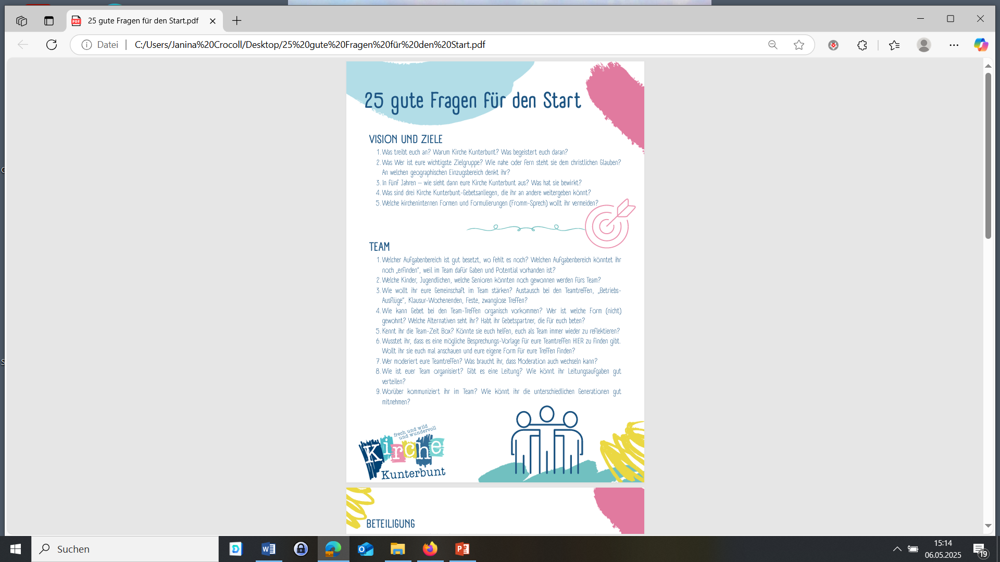 25 gute Fragen für den Start.pdf
Datei
C:/Users/Janina%20Crocoll/Desktop/25%20gute%20Fragen%20für%20den%20Start.pdf
25 gute Fragen für den Start
VISION UND ZIELE
1. Was treibt euch an? Warum Kirche Kunterbunt? Was begeistert euch daran?
2. Was Wer ist eure wichtigste Zielgruppe? Wie nahe oder fern steht sie dem christlichen Glauben?
An welchen geographischen Einzugsbereich denkt ihr?
3. In fünf Jahren – wie sieht dann eure Kirche Kunterbunt aus? Was hat sie bewirkt?
4. Was sind drei Kirche Kunterbunt-Gebetsanliegen, die ihr an andere weitergeben könnt?
5. Welche kircheninternen Formen und Formulierungen (Fromm-Sprech) wollt ihr vermeiden?
TEAM
1. Welcher Aufgabenbereich ist gut besetzt, wo fehlt es noch? Welchen Aufgabenbereich könntet ihr
noch „erfinden“, weil im Team dafür Gaben und Potential vorhanden ist?
2. Welche Kinder, Jugendlichen, welche Senioren könnten noch gewonnen werden fürs Team?
3. Wie wollt ihr eure Gemeinschaft im Team stärken? Austausch bei den Teamtreffen, „Betriebs-
Ausflüge“, Klausur-Wochenenden, Feste, zwanglose Treffen?
4. Wie kann Gebet bei den Team-Treffen organisch vorkommen? Wer ist welche Form (nicht)
gewohnt? Welche Alternativen seht ihr? Habt ihr Gebetspartner, die für euch beten?
5. Kennt ihr die Team-Zeit Box? Könnte sie euch helfen, euch als Team immer wieder zu reflektieren?
6. Wusstet ihr, dass es eine mögliche Besprechungs-Vorlage für eure Teamtreffen HIER zu finden gibt.
Wollt ihr sie euch mal anschauen und eure eigene Form für eure Treffen finden?
7. Wer moderiert eure Teamtreffen? Was braucht ihr, dass Moderation auch wechseln kann?
8. Wie ist euer Team organisiert? Gibt es eine Leitung? Wie könnt ihr Leitungsaufgaben gut
verteilen?
9. Worüber kommuniziert ihr im Team? Wie könnt ihr die unterschiedlichen Generationen gut
mitnehmen?
frech und wild
und wundervoll
Kirche
Kunterbunt
BETEILIGUNG
Suchen
15:14
06.05.2025
19